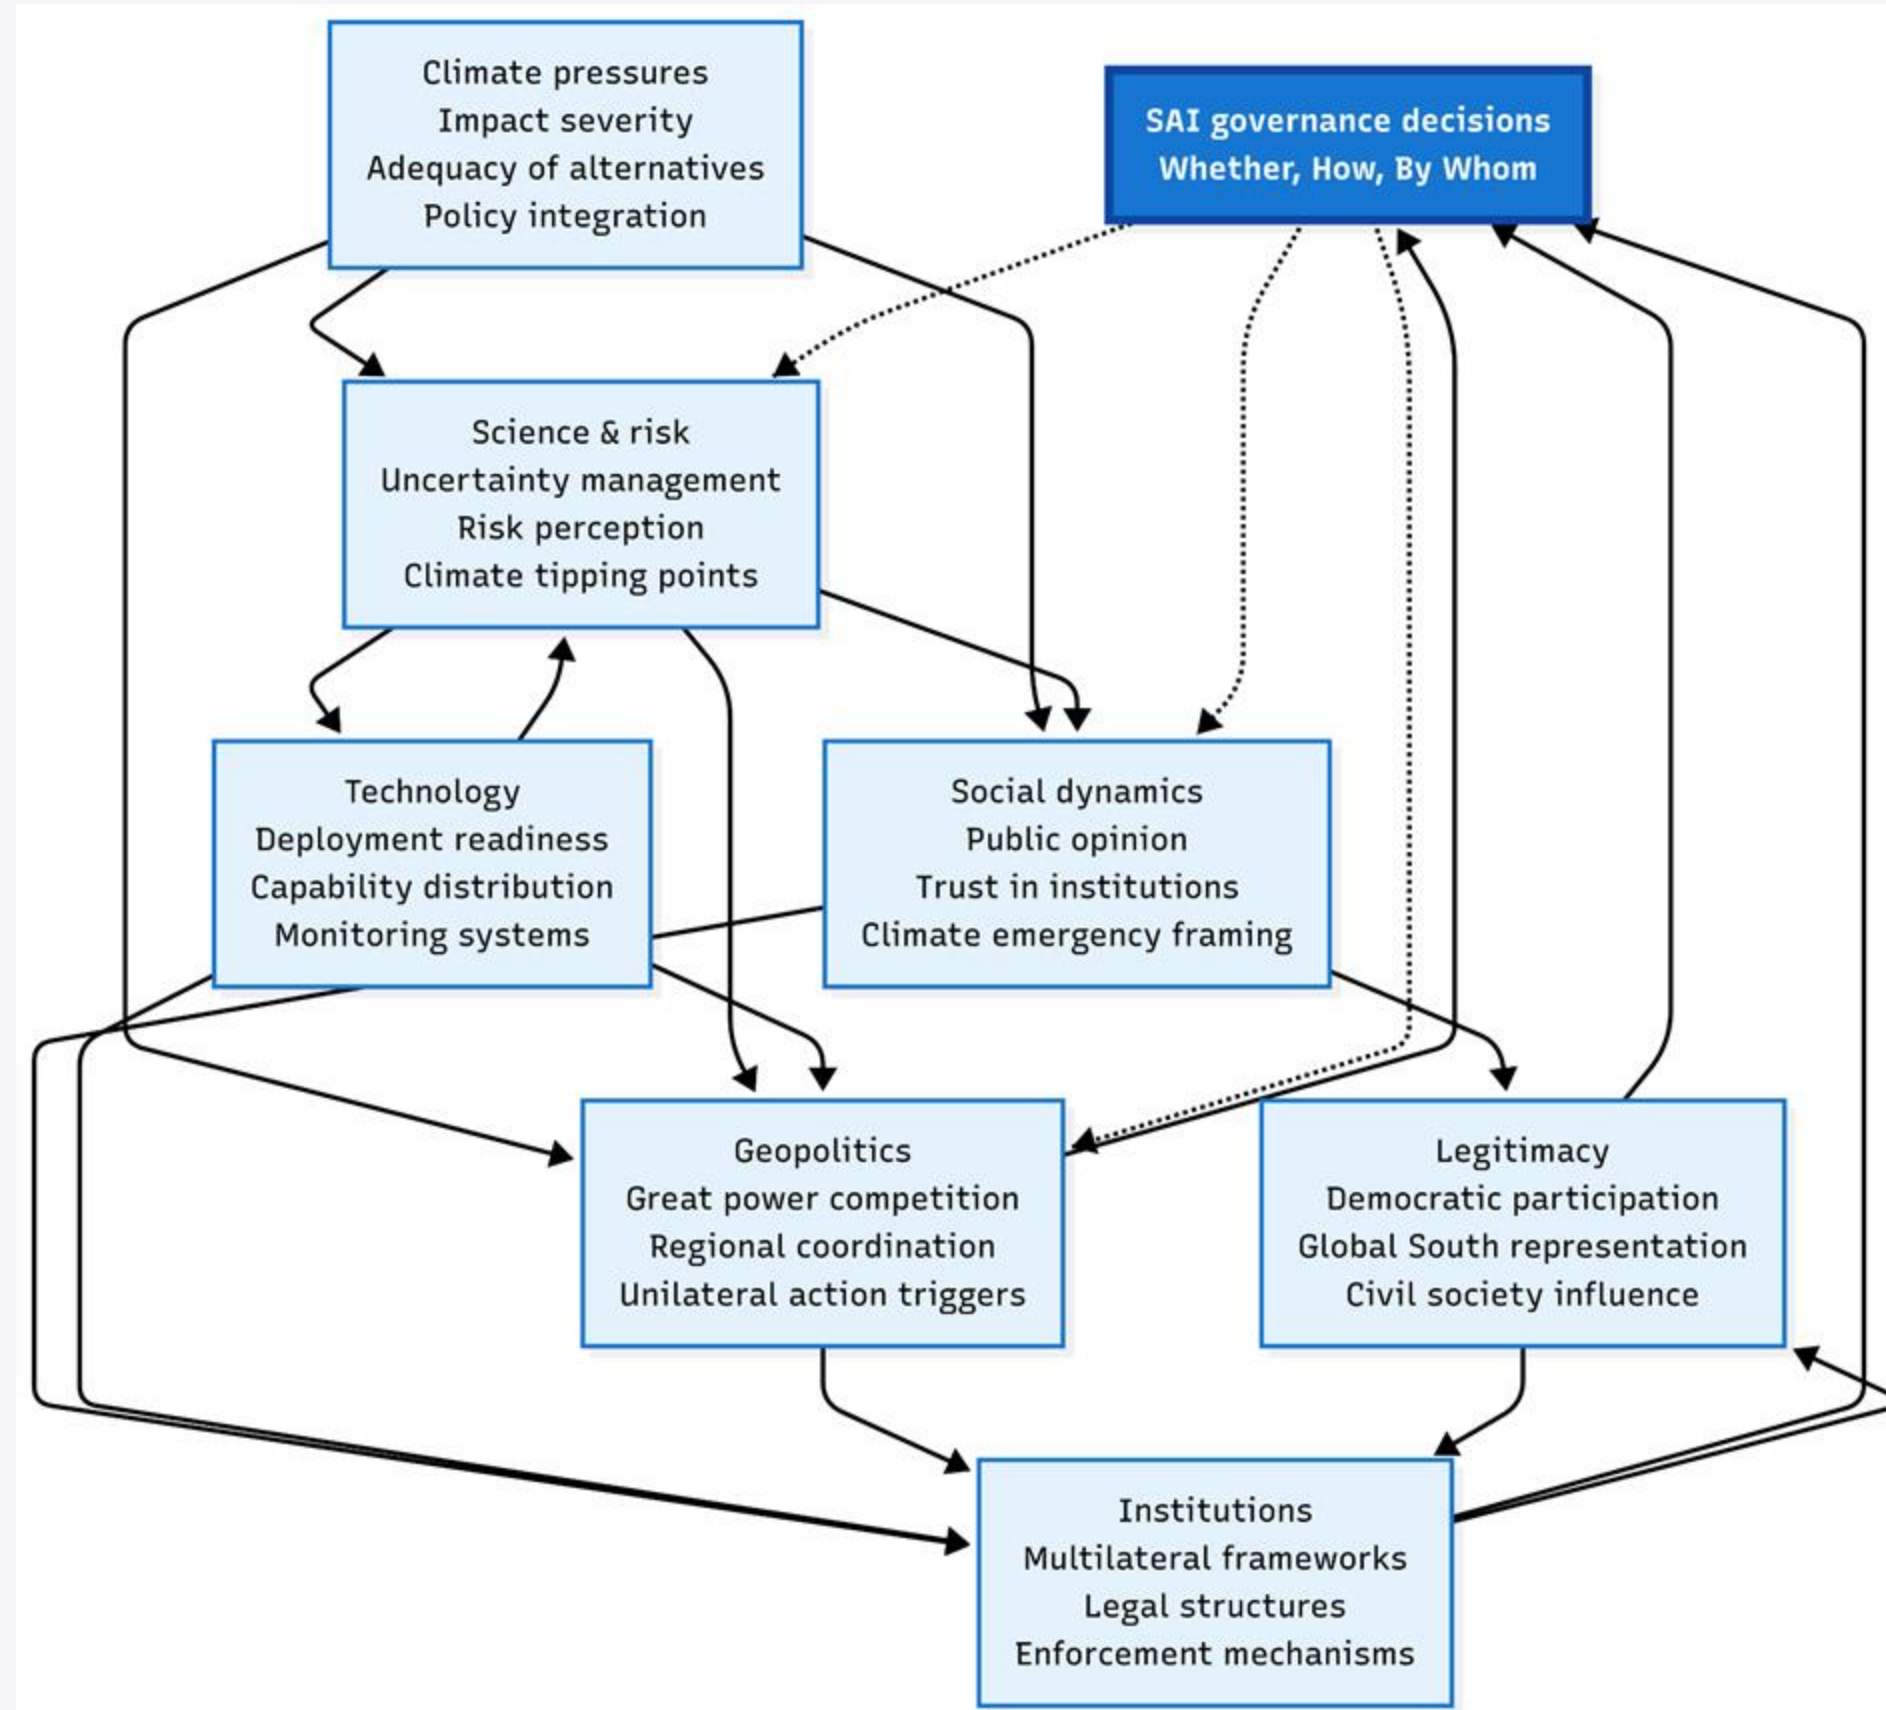 Climate pressures
Impact severity
Adequacy of alternatives
Policy integration
SAI governance decisions
Whether, How, By Whom
Science & risk
Uncertainty management
Risk perception
Climate tipping points
Technology
Deployment readiness
Capability distribution
Monitoring systems
Social dynamics
Public opinion
Trust in institutions
Climate emergency framing
Geopolitics
Great power competition
Regional coordination
Unilateral action triggers
Legitimacy
Democratic participation
Global South representation
Civil society influence
Institutions
Multilateral frameworks
Legal structures
Enforcement mechanisms